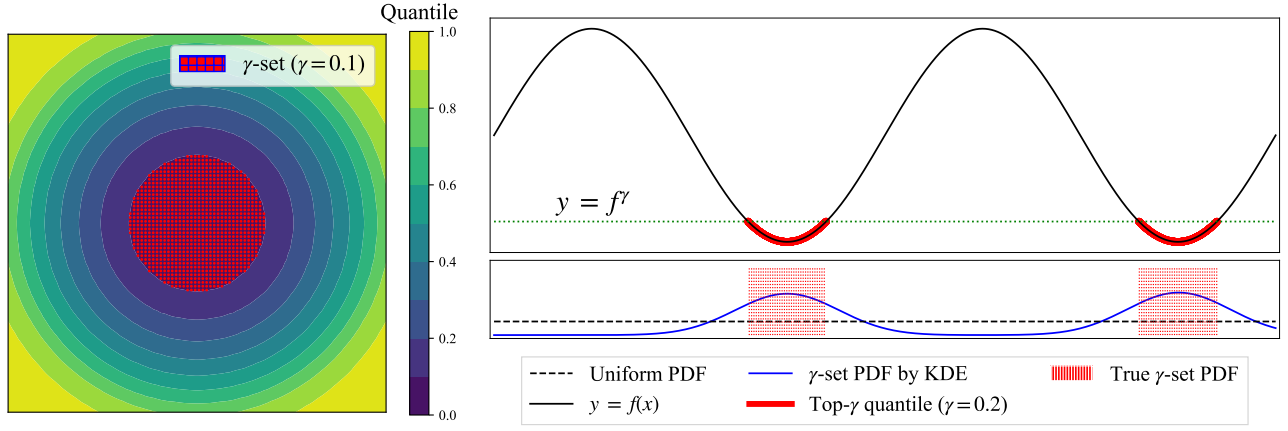 Quantile
γ-set (γ = 0.1)
1.0
0.8
0.6
0.4
0.2
0.0
y = f^γ
Uniform PDF
γ-set PDF by KDE
True γ-set PDF
y = f(x)
Top-γ quantile (γ = 0.2)